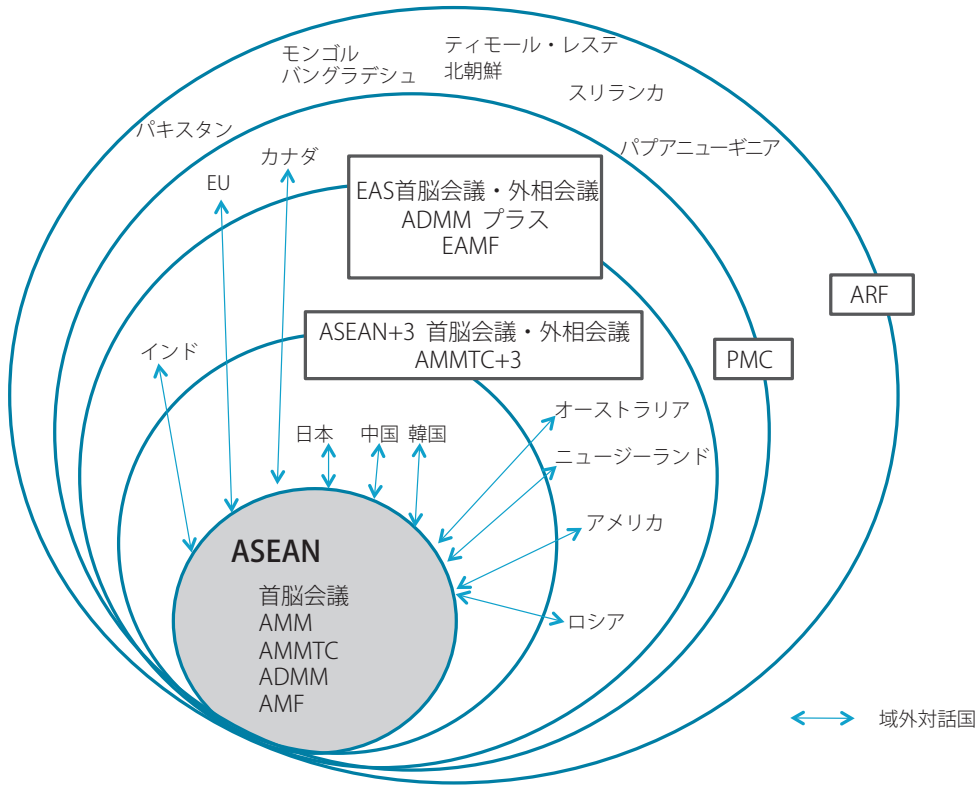 モンゴル
バングラデシュ
ティモール・レステ
北朝鮮
スリランカ
パキスタン
パプアニューギニア
カナダ
EU
EAS首脳会議・外相会議
ADMM プラス
EAMF
ARF
ASEAN+3 首脳会議・外相会議
AMMTC+3
PMC
インド
日本
中国
韓国
オーストラリア
ニュージーランド
アメリカ
ロシア
ASEAN
首脳会議
AMM
AMMTC
ADMM
AMF
域外対話国